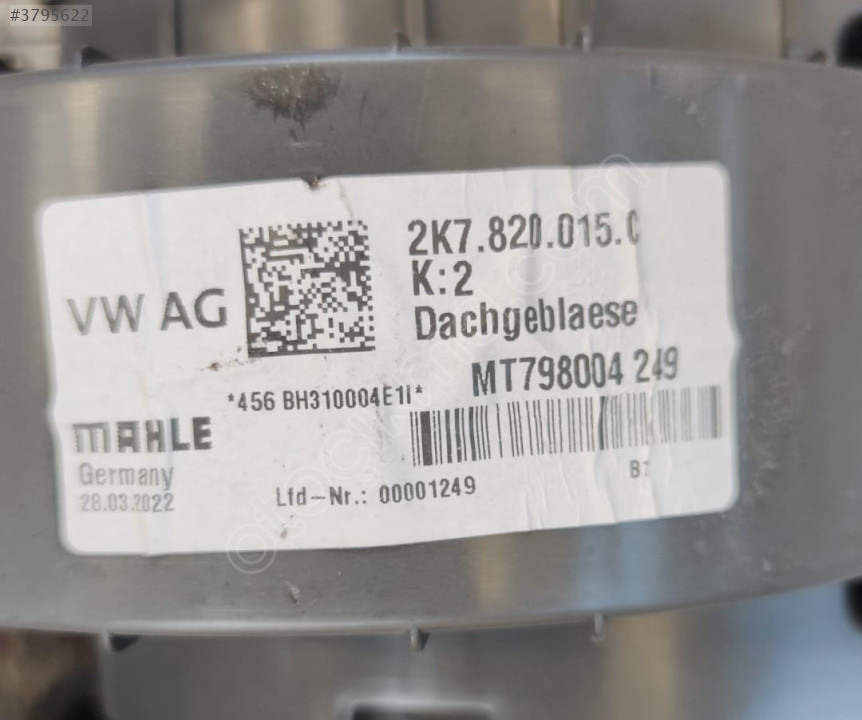 #3795622
2K7.820.015.C
K:2
Dachgeblaese
VW AG
MT798004 249
*456 BH310004E1I*
MAHLE
Germany
28.03.2022
Lfd-Nr.: 00001249